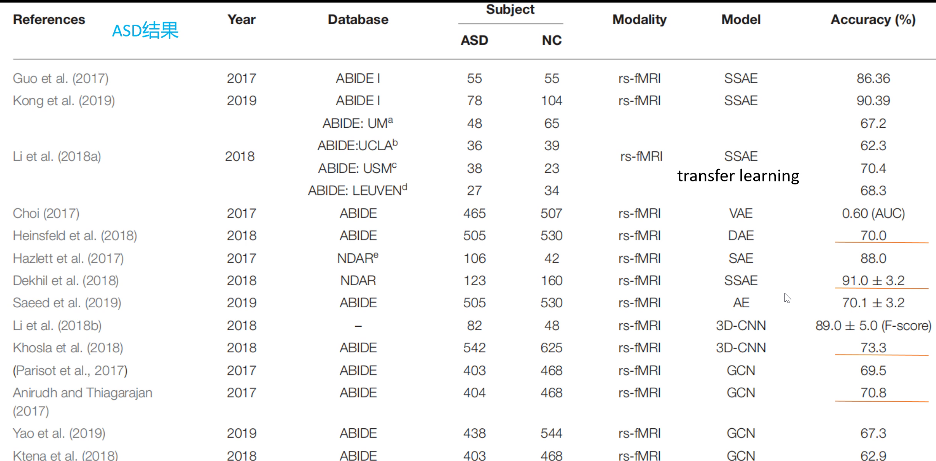 References Year Database Subject Modality Model Accuracy (%)
ASD结果
ASD NC
Guo et al. (2017) 2017 ABIDE I 55 55 rs-fMRI SSAE 86.36
Kong et al. (2019) 2019 ABIDE I 78 104 rs-fMRI SSAE 90.39
ABIDE: UMᵃ 48 65 67.2
Li et al. (2018a) 2018 ABIDE:UCLAᵇ 36 39 rs-fMRI SSAE 62.3
ABIDE: USMᶜ 38 23 70.4
transfer learning
ABIDE: LEUVENᵈ 27 34 68.3
Choi (2017) 2017 ABIDE 465 507 rs-fMRI VAE 0.60 (AUC)
Heinsfeld et al. (2018) 2018 ABIDE 505 530 rs-fMRI DAE 70.0
Hazlett et al. (2017) 2017 NDARᵉ 106 42 rs-fMRI SAE 88.0
Dekhil et al. (2018) 2018 NDAR 123 160 rs-fMRI SSAE 91.0 ± 3.2
Saeed et al. (2019) 2019 ABIDE 505 530 rs-fMRI AE 70.1 ± 3.2
Li et al. (2018b) 2018 – 82 48 rs-fMRI 3D-CNN 89.0 ± 5.0 (F-score)
Khosla et al. (2018) 2018 ABIDE 542 625 rs-fMRI 3D-CNN 73.3
(Parisot et al., 2017) 2017 ABIDE 403 468 rs-fMRI GCN 69.5
Anirudh and Thiagarajan 2017 ABIDE 404 468 rs-fMRI GCN 70.8
(2017)
Yao et al. (2019) 2019 ABIDE 438 544 rs-fMRI GCN 67.3
Ktena et al. (2018) 2018 ABIDE 403 468 rs-fMRI GCN 62.9